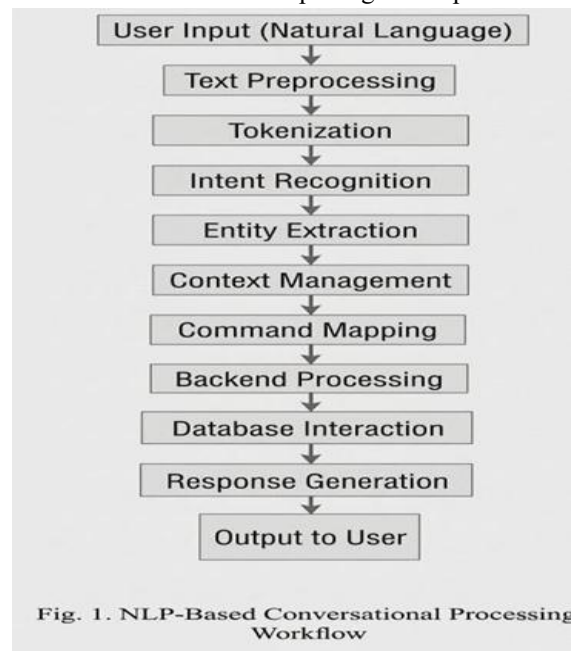 User Input (Natural Language)
Text Preprocessing
Tokenization
Intent Recognition
Entity Extraction
Context Management
Command Mapping
Backend Processing
Database Interaction
Response Generation
Output to User
Fig. 1. NLP-Based Conversational Processing
Workflow